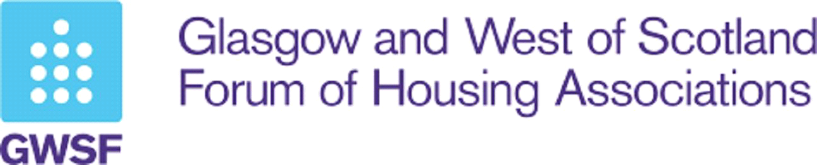 Glasgow and West of Scotland
Forum of Housing Associations
GWSF